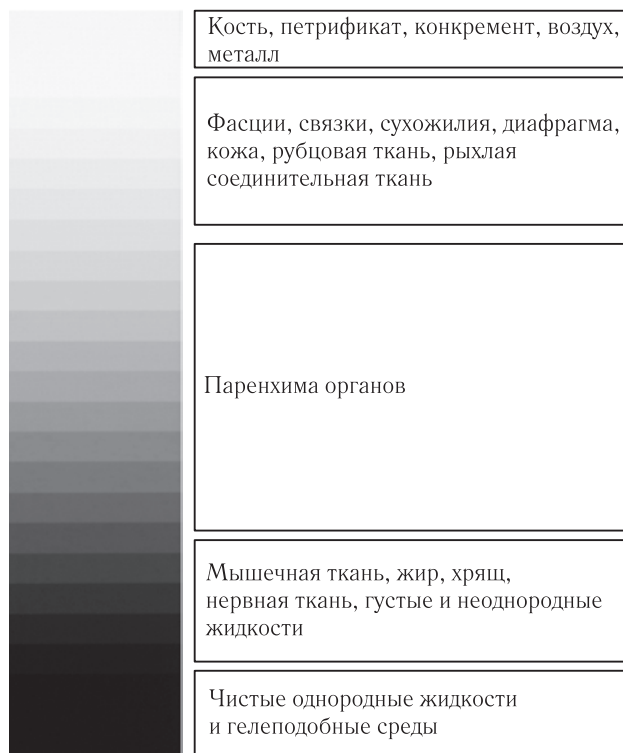 Кость, петрификат, конкремент, воздух,
металл
Фасции, связки, сухожилия, диафрагма,
кожа, рубцовая ткань, рыхлая
соединительная ткань
Паренхима органов
Мышечная ткань, жир, хрящ,
нервная ткань, густые и неоднородные
жидкости
Чистые однородные жидкости
и гелеподобные среды